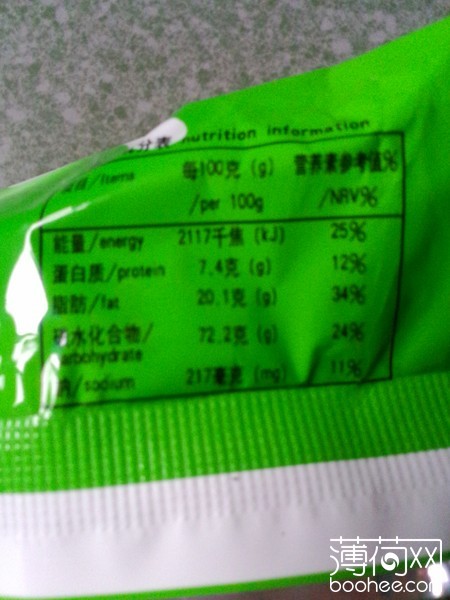 分表 nutrition information
项目/Items 每100克 (g) 营养素参考值%
/per 100g /NRV%
能量/energy 2117千焦 (kJ) 25%
蛋白质/protein 7.4克 (g) 12%
脂肪/fat 20.1克 (g) 34%
碳水化合物/ 72.2克 (g) 24%
carbohydrate
钠/sodium 217毫克 (mg) 11%
薄荷网
boohee.com